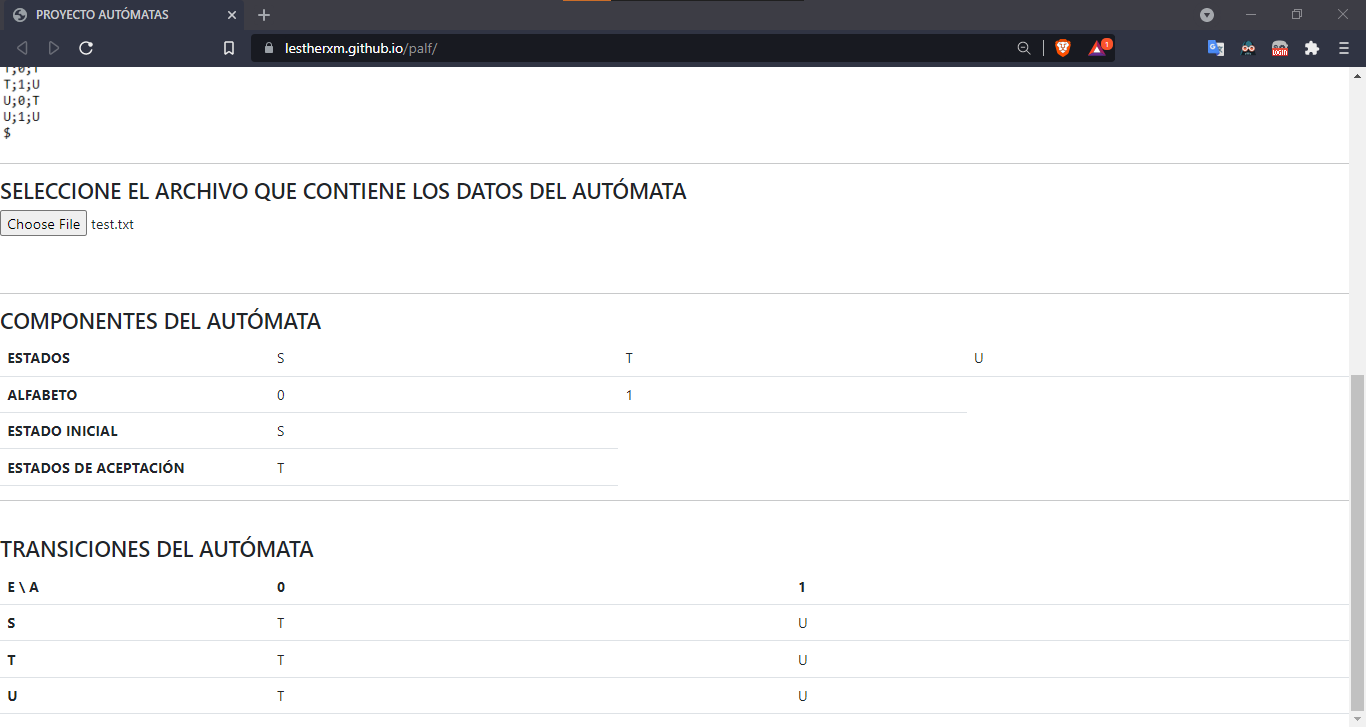 PROYECTO AUTÓMATAS
lestherxm.github.io/palf/
1
LOGIN
T;0;T
T;1;U
U;0;T
U;1;U
$
SELECCIONE EL ARCHIVO QUE CONTIENE LOS DATOS DEL AUTÓMATA
Choose File test.txt
COMPONENTES DEL AUTÓMATA
ESTADOS S T U
ALFABETO 0 1
ESTADO INICIAL S
ESTADOS DE ACEPTACIÓN T
TRANSICIONES DEL AUTÓMATA
E \ A 0 1
S T U
T T U
U T U